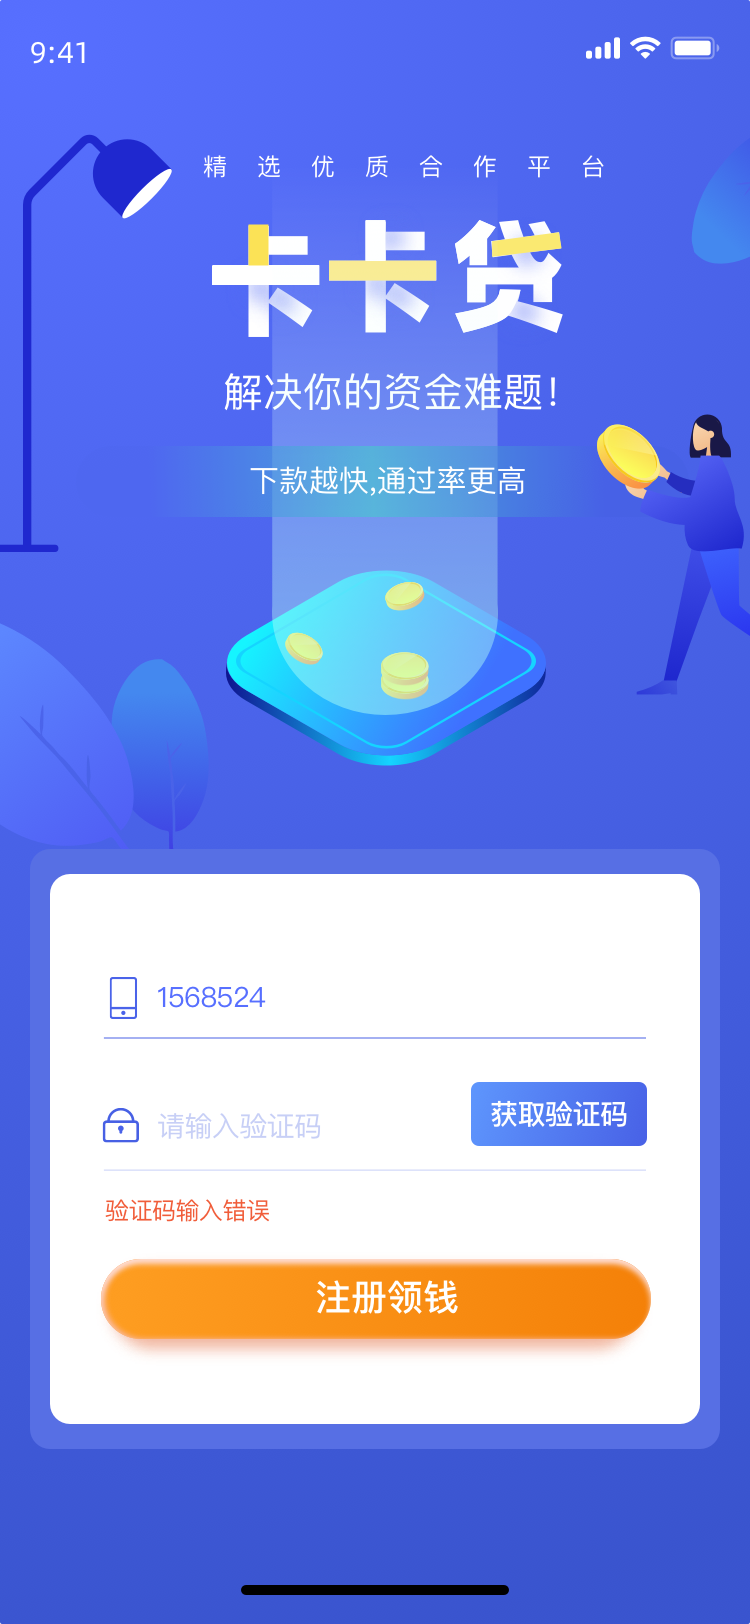 9:41
精选优质合作平台
卡卡贷
解决你的资金难题!
下款越快,通过率更高
1568524
请输入验证码
获取验证码
验证码输入错误
注册领钱